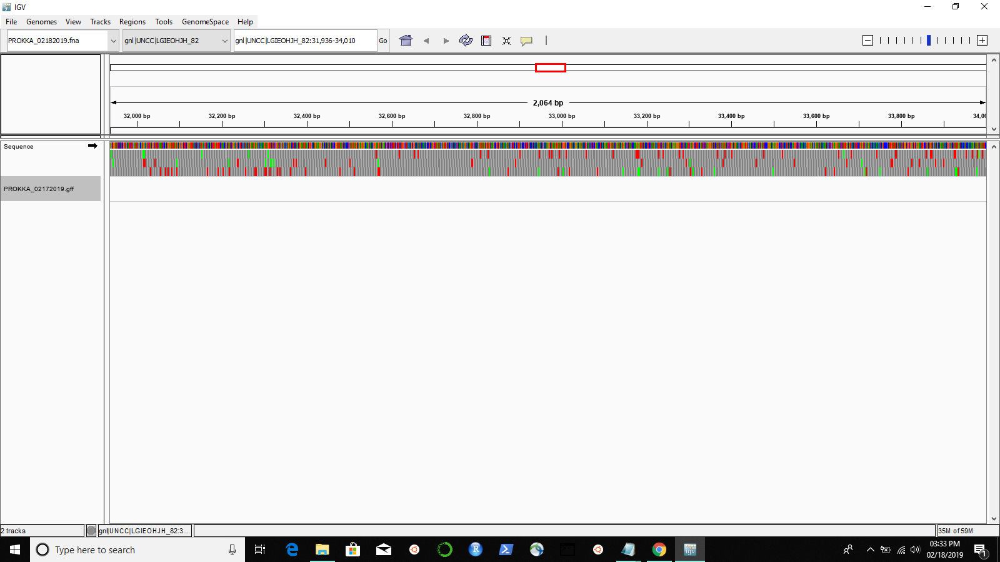 IGV
File Genomes View Tracks Regions Tools GenomeSpace Help
PROKKA_02182019.fna gnl|UNCC|LGIEOHJH_82 gnl|UNCC|LGIEOHJH_82:31,936-34,010 Go
2,064 bp
32,000 bp 32,200 bp 32,400 bp 32,600 bp 32,800 bp 33,000 bp 33,200 bp 33,400 bp 33,600 bp 33,800 bp 34,0
Sequence
PROKKA_02172019.gff
2 tracks gnl|UNCC|LGIEOHJH_82:3... 35M of 59M
Type here to search
03:33 PM
02/18/2019
1